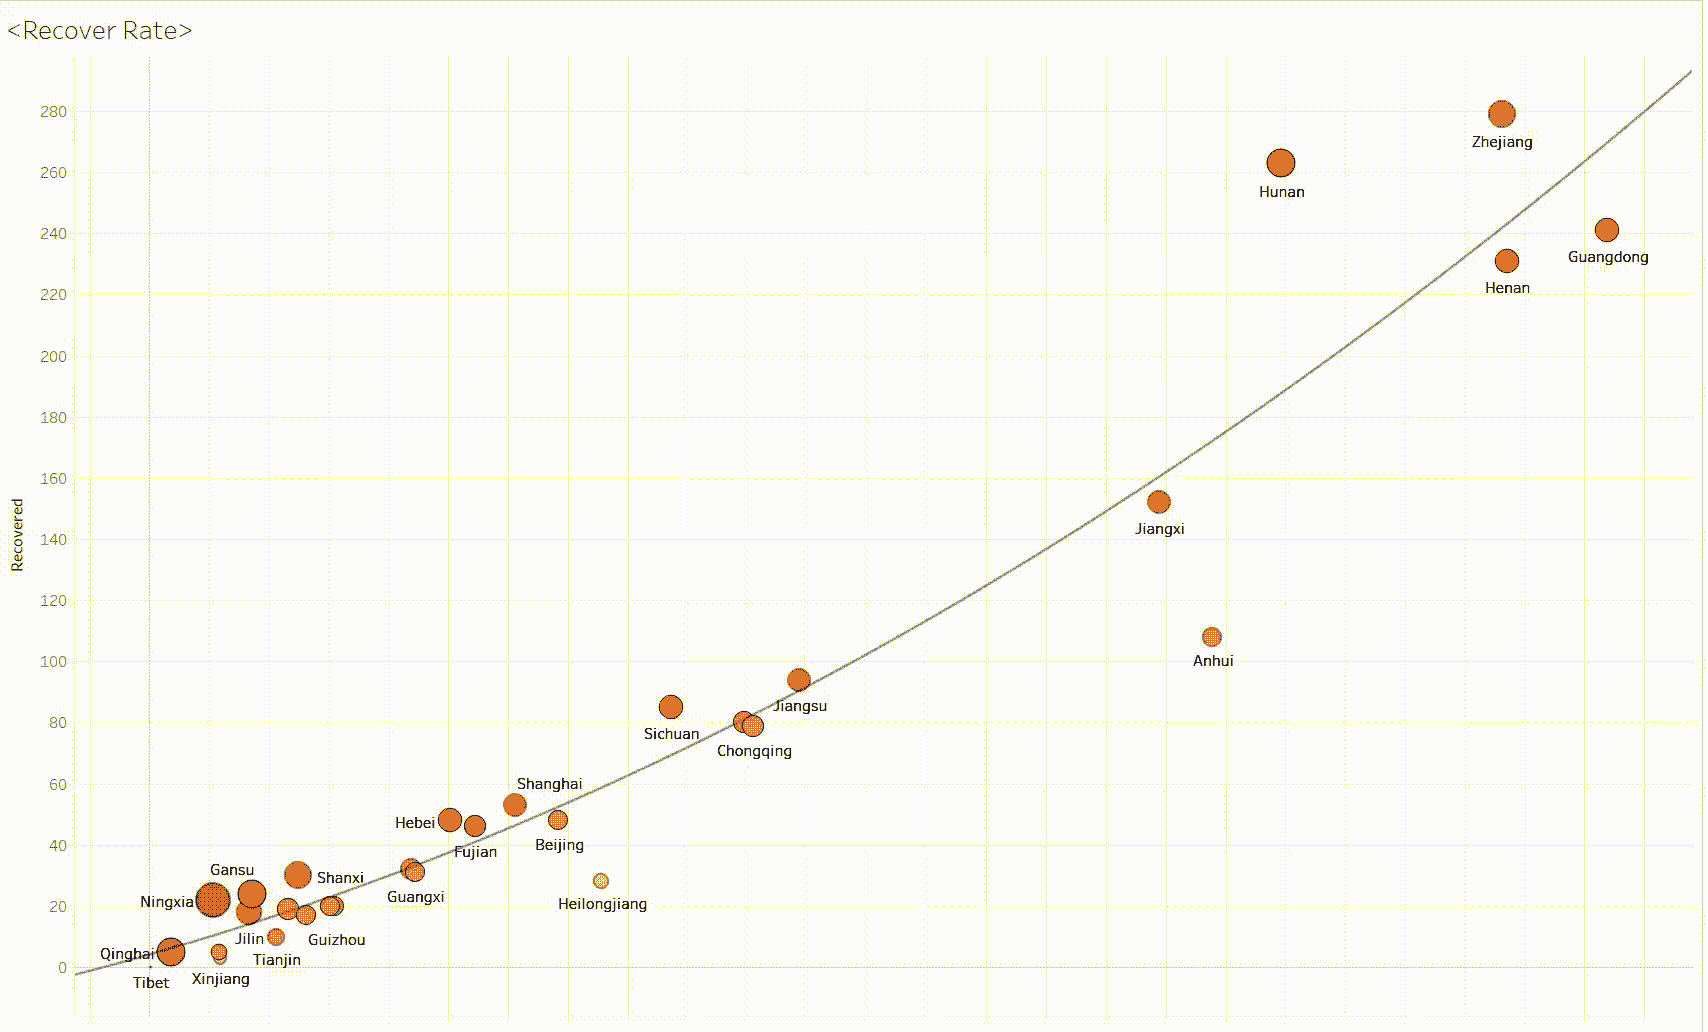 <Recover Rate>
280
Zhejiang
260
Hunan
240
Guangdong
Henan
220
200
180
160
Jiangxi
Recovered
140
120
100
Anhui
Jiangsu
80
Sichuan
Chongqing
60
Shanghai
Hebei
40
Fujian
Beijing
Gansu
Shanxi
Guangxi
Ningxia
Heilongjiang
20
Jilin
Guizhou
Qinghai
Tianjin
0
Xinjiang
Tibet